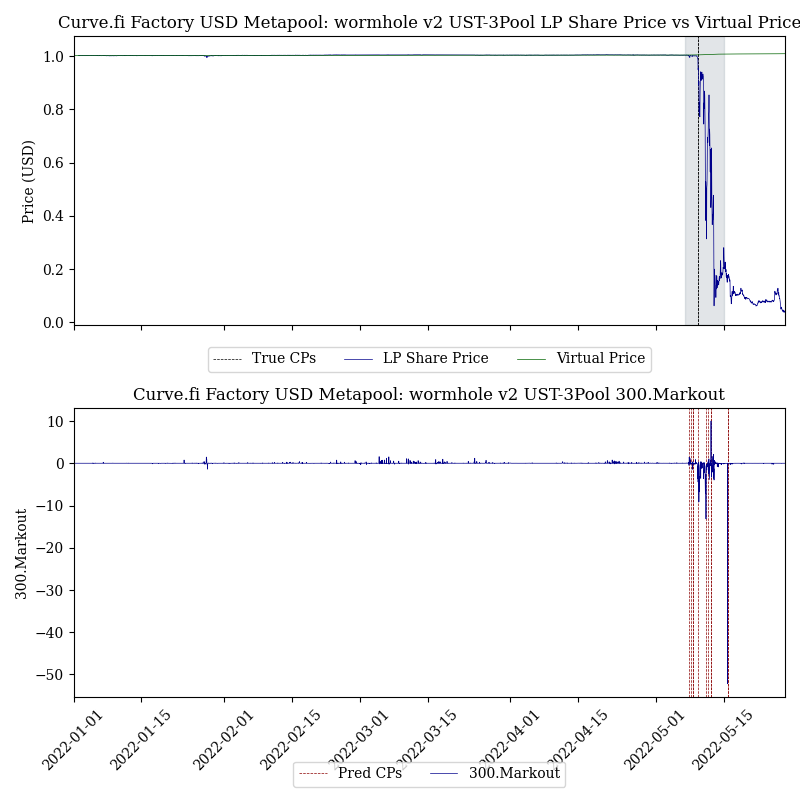 Curve.fi Factory USD Metapool: wormhole v2 UST-3Pool LP Share Price vs Virtual Price
1.0
0.8
0.6
0.4
0.2
0.0
Price (USD)
True CPs LP Share Price Virtual Price
Curve.fi Factory USD Metapool: wormhole v2 UST-3Pool 300.Markout
10
0
−10
−20
−30
−40
−50
300.Markout
2022-01-01 2022-01-15 2022-02-01 2022-02-15 2022-03-01 2022-03-15 2022-04-01 2022-04-15 2022-05-01 2022-05-15
Pred CPs 300.Markout